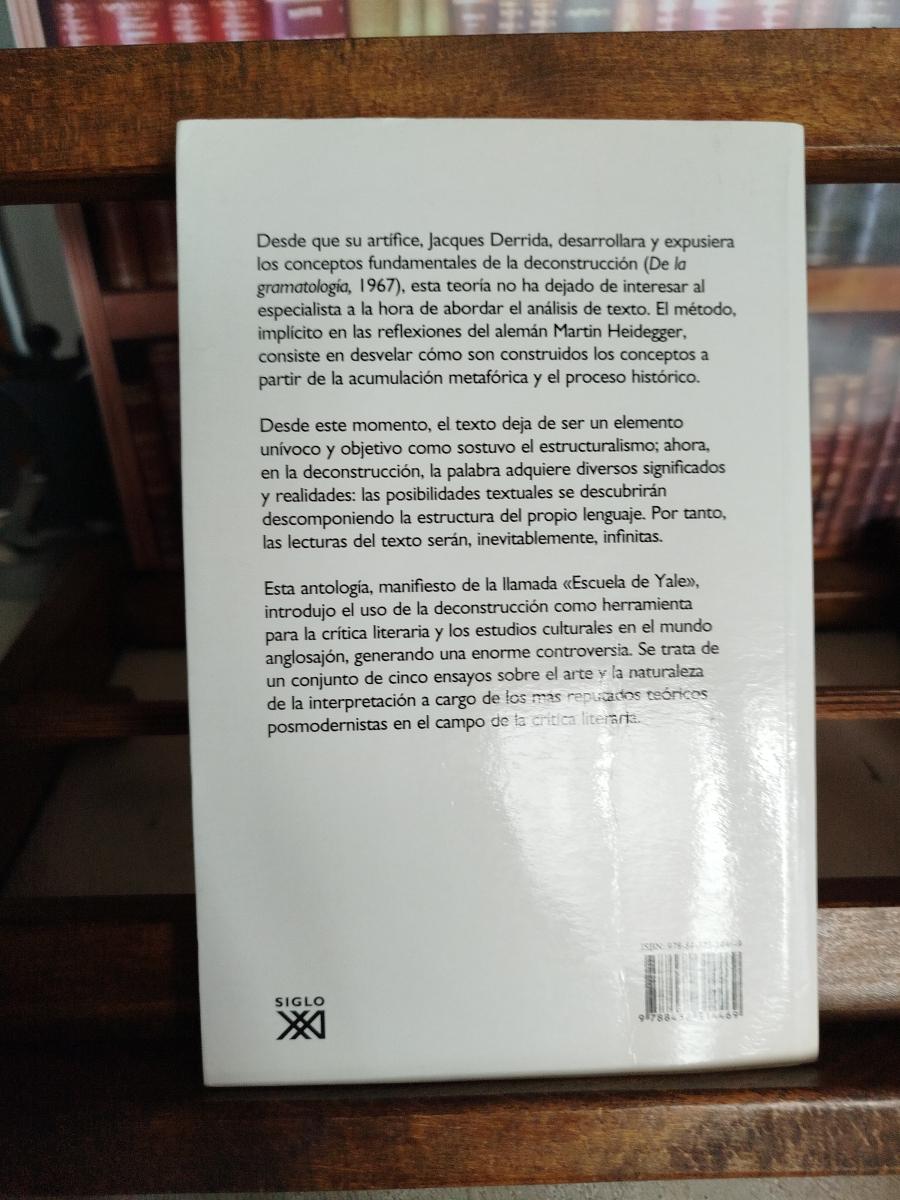 Desde que su artífice, Jacques Derrida, desarrollara y expusiera
los conceptos fundamentales de la deconstrucción (De la
gramatología, 1967), esta teoría no ha dejado de interesar al
especialista a la hora de abordar el análisis de texto. El método,
implícito en las reflexiones del alemán Martin Heidegger,
consiste en desvelar cómo son construidos los conceptos a
partir de la acumulación metafórica y el proceso histórico.
Desde este momento, el texto deja de ser un elemento
unívoco y objetivo como sostuvo el estructuralismo; ahora,
en la deconstrucción, la palabra adquiere diversos significados
y realidades: las posibilidades textuales se descubrirán
descomponiendo la estructura del propio lenguaje. Por tanto,
las lecturas del texto serán, inevitablemente, infinitas.
Esta antología, manifiesto de la llamada «Escuela de Yale»,
introdujo el uso de la deconstrucción como herramienta
para la crítica literaria y los estudios culturales en el mundo
anglosajón, generando una enorme controversia. Se trata de
un conjunto de cinco ensayos sobre el arte y la naturaleza
de la interpretación a cargo de los más reputados teóricos
posmodernistas en el campo de la crítica literaria.
ISBN:
SIGLO
XXI